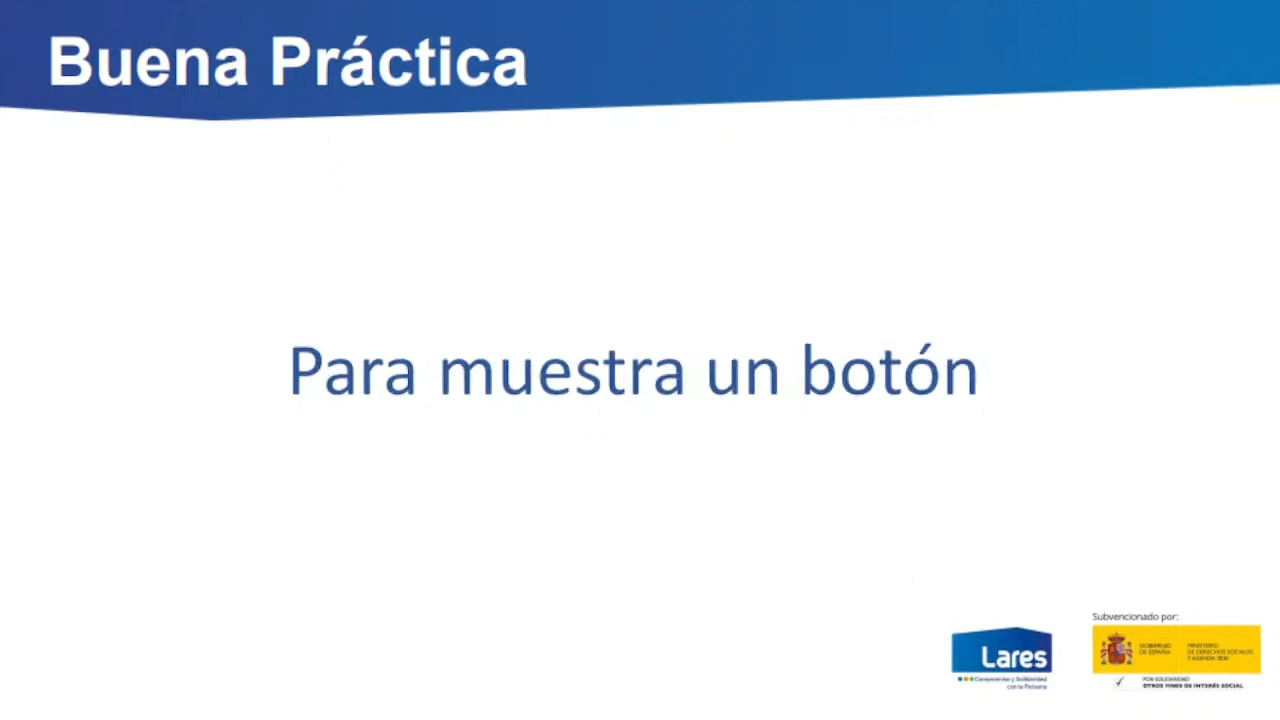 Buena Práctica
Para muestra un botón
Subvencionado por:
Lares
Compromiso y Solidaridad
con la Persona
GOBIERNO
DE ESPAÑA
MINISTERIO
DE DERECHOS SOCIALES
Y AGENDA 2030
POR SOLIDARIDAD
OTROS FINES DE INTERÉS SOCIAL